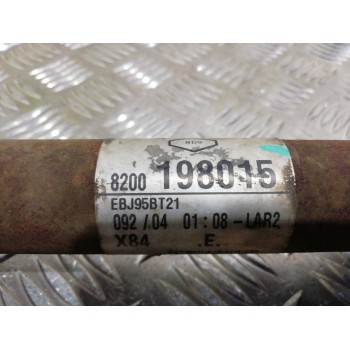 8200 198015
EBJ95BT21
092/04 01:08-LAR2
X84 .E.